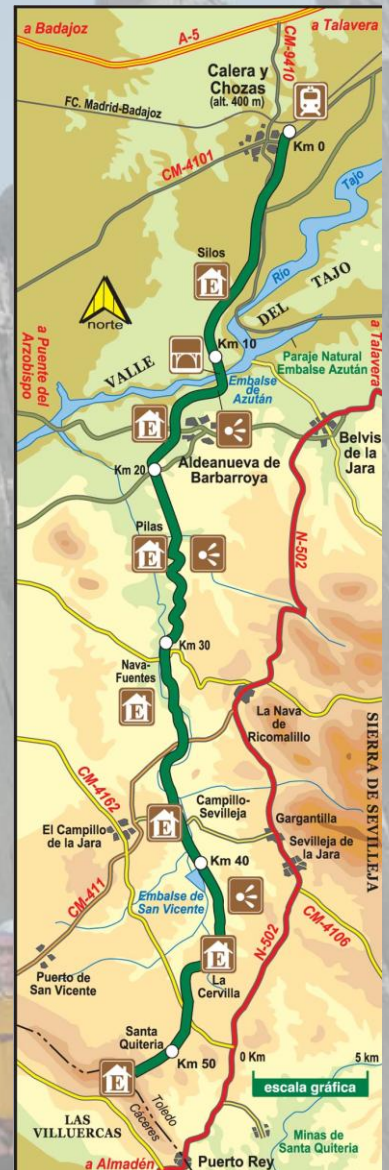 a Badajoz
A-5
a Talavera
CM-9410
Calera y
Chozas
(alt. 400 m)
FC. Madrid-Badajoz
Km 0
CM-4101
Tajo
Silos
E
Río
norte
DEL TAJO
Km 10
VALLE
a Puente del
Arzobispo
a Talavera
Paraje Natural
Embalse Azután
Embalse
de
Azután
E
Belvis
de la
Jara
Aldeanueva de
Barbarroya
Km 20
Pilas
E
N-502
Km 30
Nava-
Fuentes
E
La Nava
de
Ricomalillo
SIERRA DE SEVILLEJA
CM-4162
Campillo-
Sevilleja
E
Gargantilla
El Campillo
de la Jara
Sevilleja de
la Jara
Km 40
CM-411
Embalse de
San Vicente
CM-4106
N-502
E
La
Cervilla
Puerto de
San Vicente
Santa
Quiteria
Km 50
0 Km
5 km
escala gráfica
E
Toledo
Cáceres
LAS
VILLUERCAS
Minas de
Santa Quiteria
a Almadén
Puerto Rey